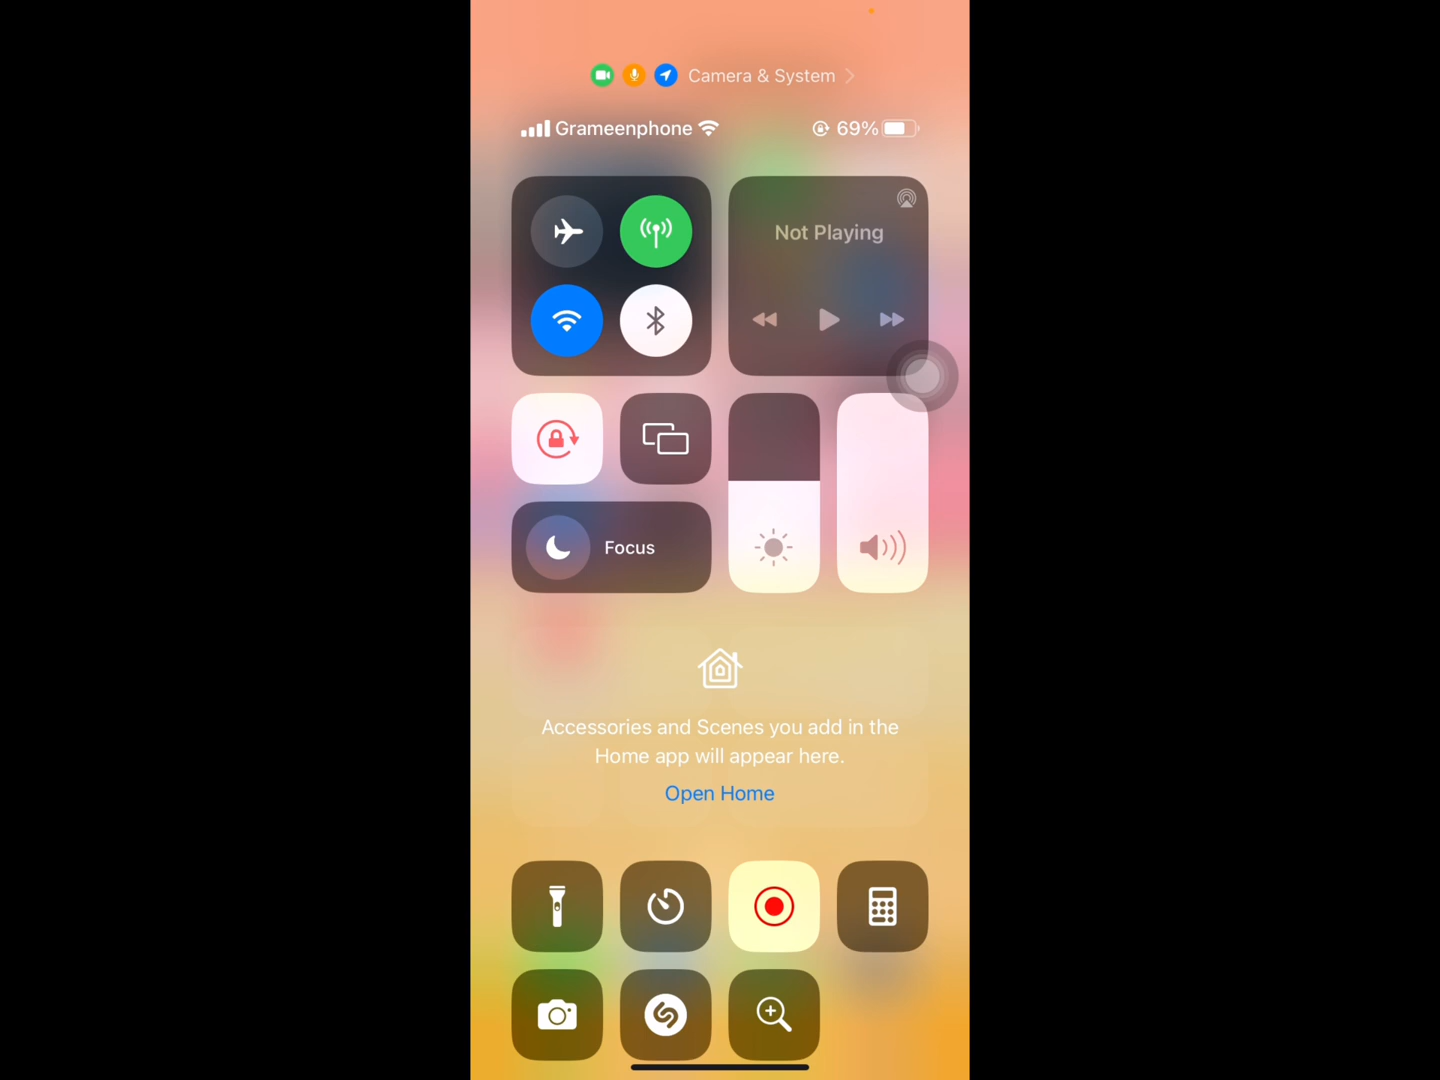 Camera & System
Grameenphone 69%
Not Playing
Focus
Accessories and Scenes you add in the
Home app will appear here.
Open Home